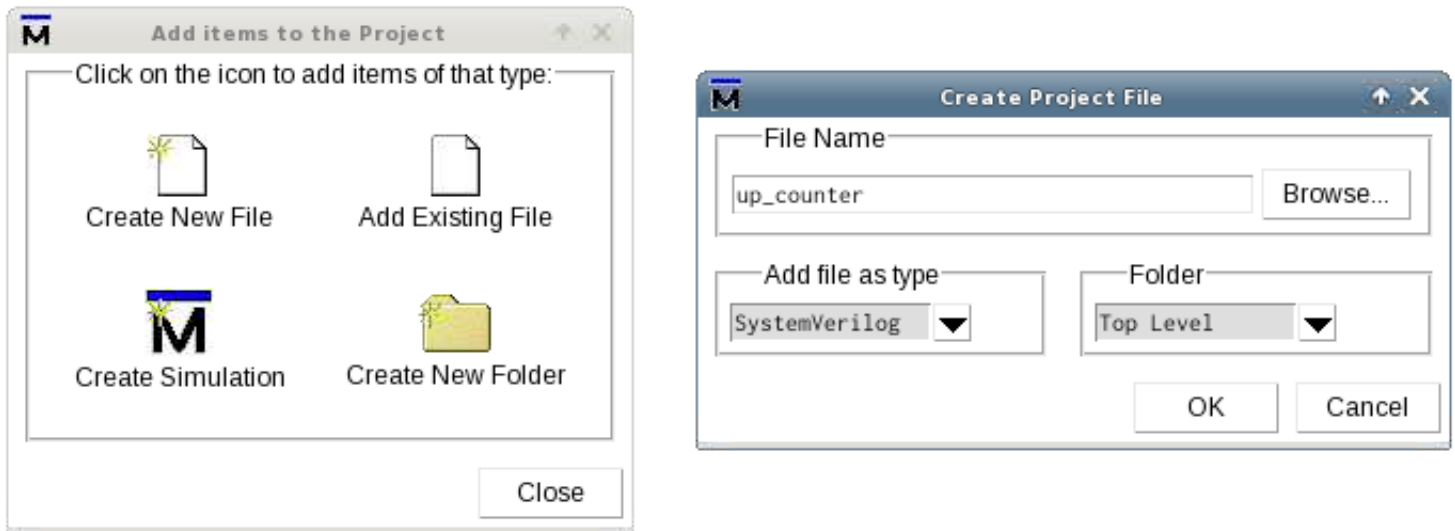 Add items to the Project
Click on the icon to add items of that type:
Create New File
Add Existing File
Create Simulation
Create New Folder
Close
Create Project File
File Name
up_counter
Browse...
Add file as type
SystemVerilog
Folder
Top Level
OK
Cancel